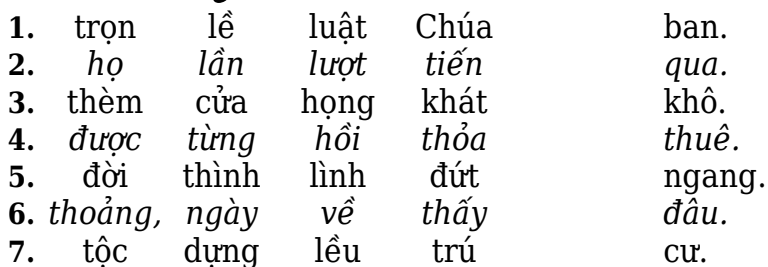 1. trọn lề luật Chúa ban.
2. họ lần lượt tiến qua.
3. thèm cửa họng khát khô.
4. được từng hồi thỏa thuê.
5. đời thình lình đứt ngang.
6. thoảng, ngày về thấy đâu.
7. tộc dựng lều trú cư.